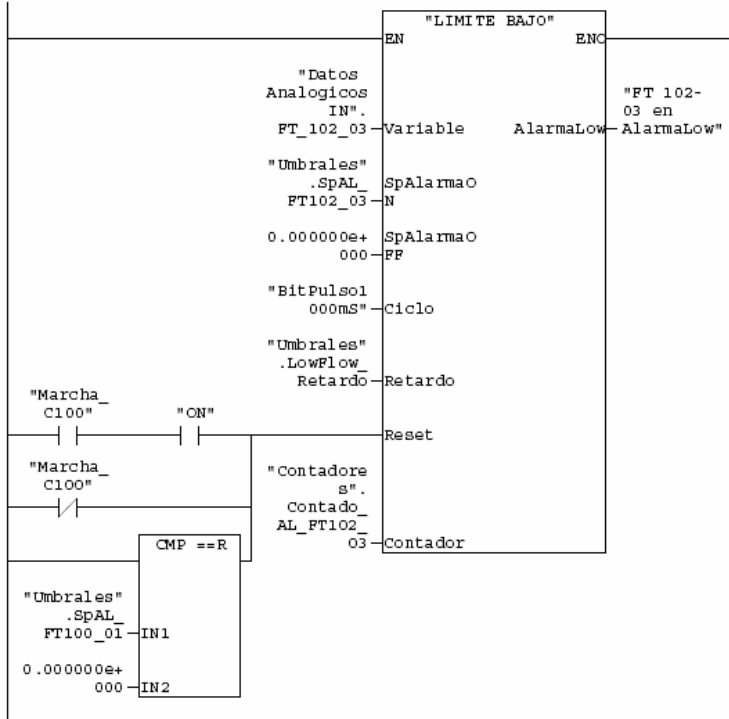 "LIMITE BAJO"
EN
ENO
"Datos
Analogicos
IN".
FT_102_03
Variable
AlarmaLow
"FT 102-
03 en
AlarmaLow"
"Umbrales"
.SpAL_
FT102_03
SpAlarmaO
N
0.000000e+
000
SpAlarmaO
FF
"BitPulso1
000mS"
Ciclo
"Umbrales"
.LowFlow_
Retardo
Retardo
"Marcha_
C100"
"ON"
Reset
"Marcha_
C100"
"Contadore
s".
Contado_
AL_FT102_
03
Contador
CMP ==R
"Umbrales"
.SpAL_
FT100_01
IN1
0.000000e+
000
IN2